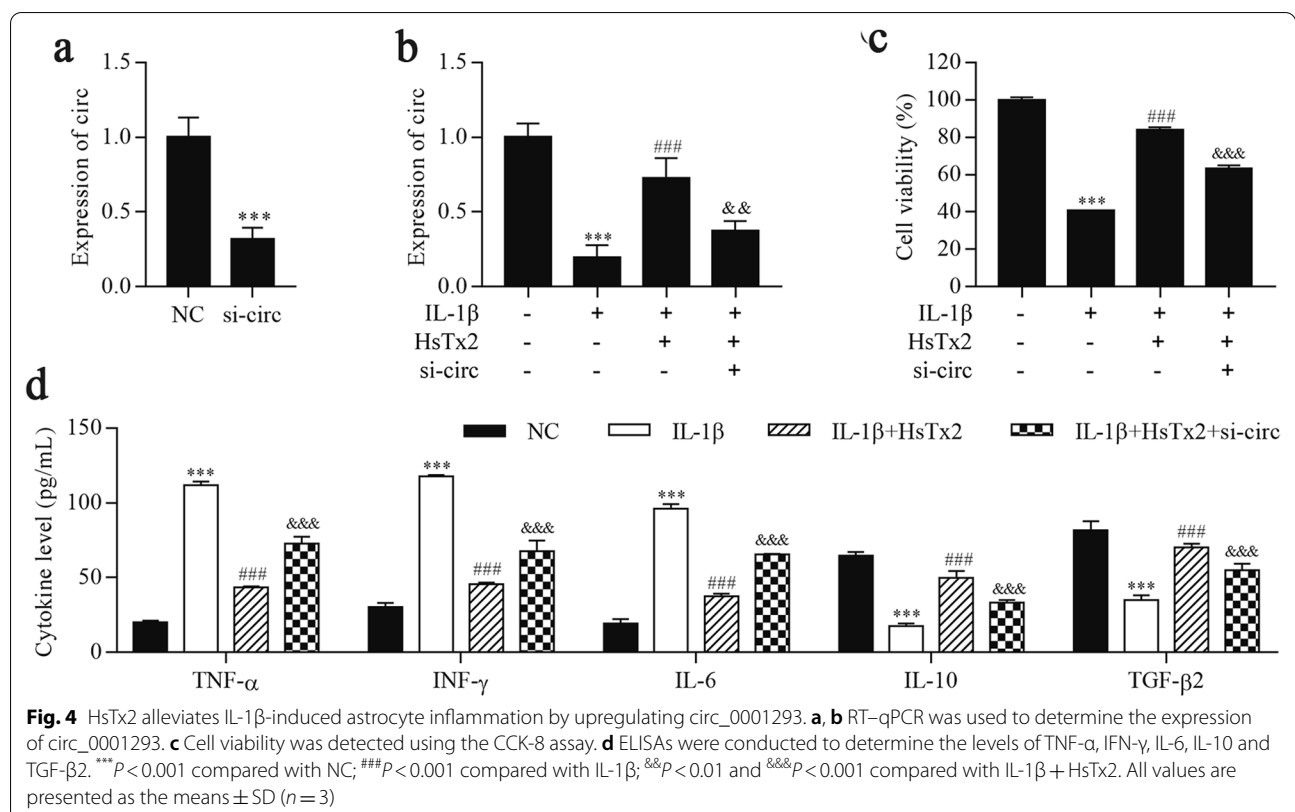 a
1.5
1.0
0.5
0.0
Expression of circ
***
NC si-circ
b
1.5
1.0
0.5
0.0
Expression of circ
***
###
&&
IL-1β - + + +
HsTx2 - - + +
si-circ - - - +
c
120
100
80
60
40
20
0
Cell viability (%)
***
###
&&&
IL-1β - + + +
HsTx2 - - + +
si-circ - - - +
d
150
100
50
0
Cytokine level (pg/mL)
NC IL-1β IL-1β+HsTx2 IL-1β+HsTx2+si-circ
*** ### &&&
*** ### &&&
*** ### &&&
*** ### &&&
*** ### &&&
TNF-α INF-γ IL-6 IL-10 TGF-β2
Fig. 4 HsTx2 alleviates IL-1β-induced astrocyte inflammation by upregulating circ_0001293. a, b RT–qPCR was used to determine the expression
of circ_0001293. c Cell viability was detected using the CCK-8 assay. d ELISAs were conducted to determine the levels of TNF-α, IFN-γ, IL-6, IL-10 and
TGF-β2. ***P < 0.001 compared with NC; ###P < 0.001 compared with IL-1β; &&P < 0.01 and &&&P < 0.001 compared with IL-1β + HsTx2. All values are
presented as the means ± SD (n = 3)